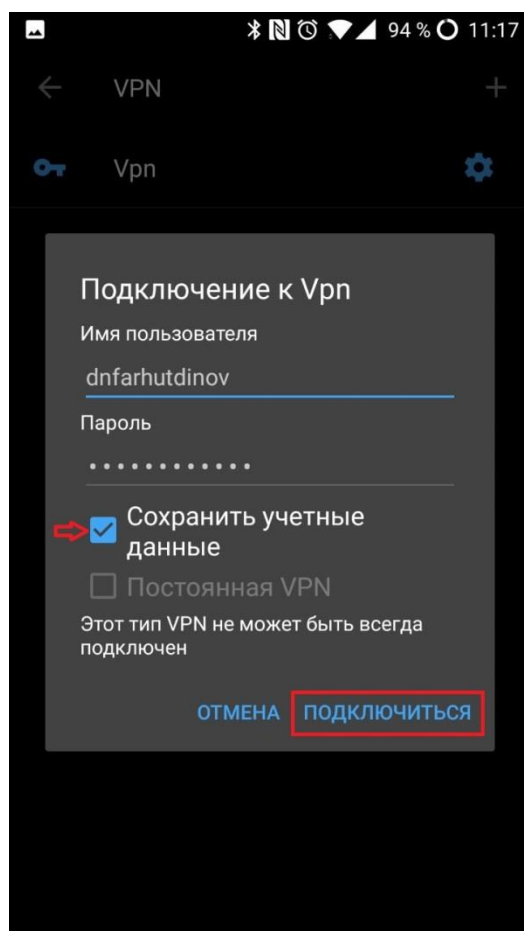 94 % 11:17
VPN
Vpn
Подключение к Vpn
Имя пользователя
dnfarhutdinov
Пароль
••••••••••••
Сохранить учетные
данные
Постоянная VPN
Этот тип VPN не может быть всегда
подключен
ОТМЕНА ПОДКЛЮЧИТЬСЯ